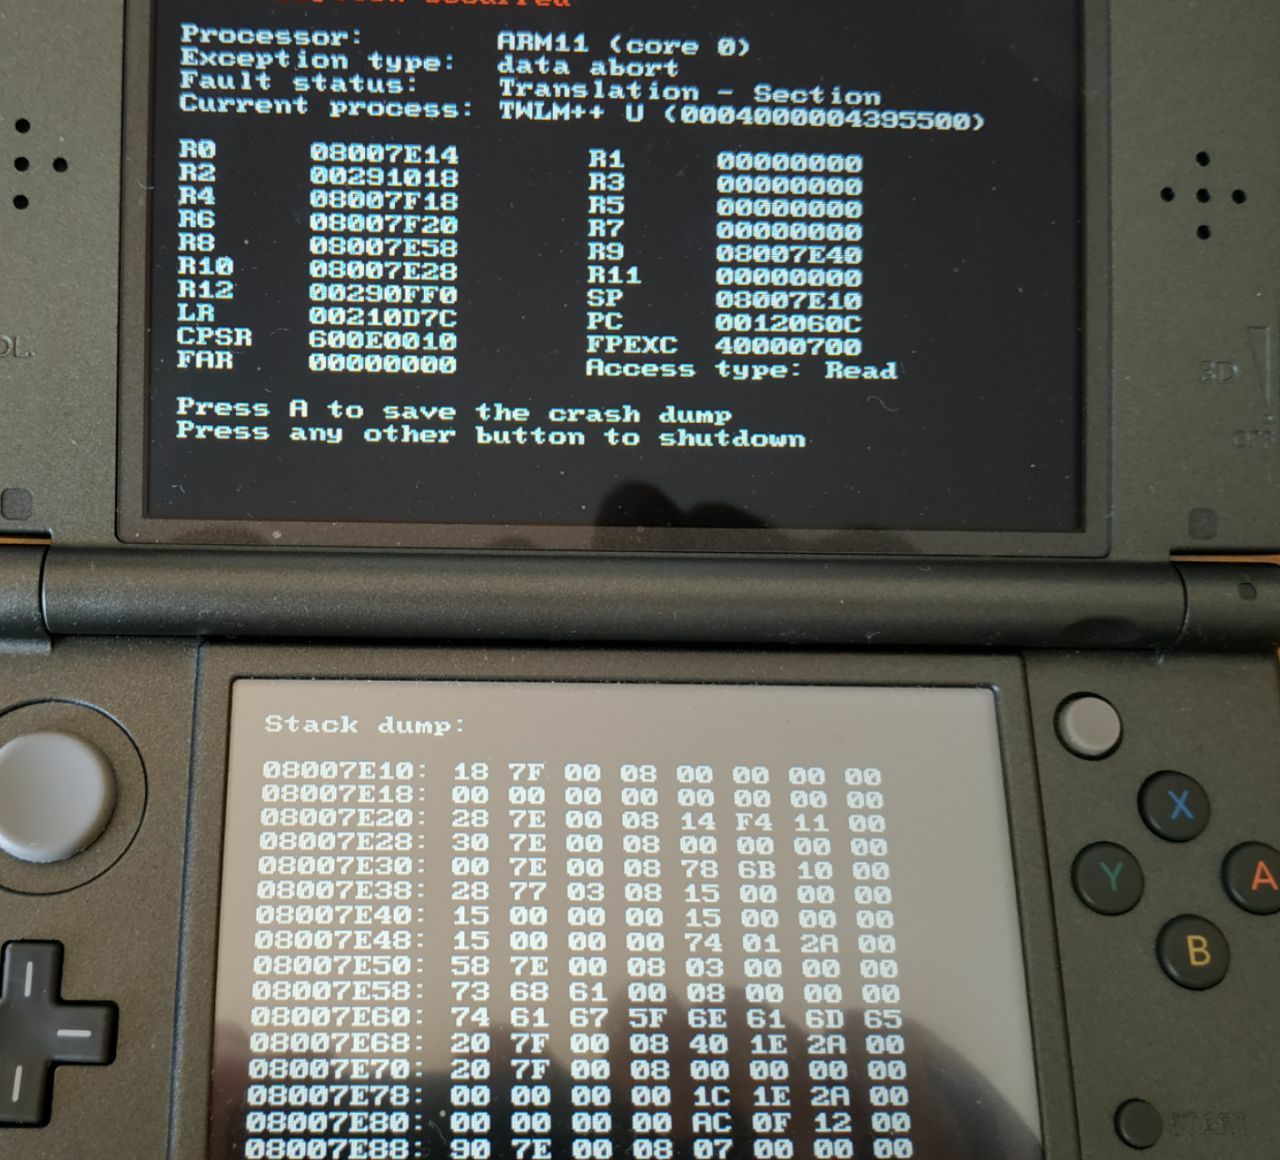 occurred
Processor: ARM11 (core 0)
Exception type: data abort
Fault status: Translation - Section
Current process: TWLM++ U (0004000004395500)
R0 08007E14 R1 00000000
R2 00291018 R3 00000000
R4 08007F18 R5 00000000
R6 08007F20 R7 00000000
R8 08007E58 R9 08007E40
R10 08007E28 R11 00000000
R12 00290FF0 SP 08007E10
LR 00210D7C PC 0012060C
CPSR 600E0010 FPEXC 40000700
FAR 00000000 Access type: Read
Press A to save the crash dump
Press any other button to shutdown
3D
Stack dump:
08007E10: 18 7F 00 08 00 00 00 00
08007E18: 00 00 00 00 00 00 00 00
08007E20: 28 7E 00 08 14 F4 11 00
08007E28: 30 7E 00 08 00 00 00 00
08007E30: 00 7E 00 08 78 6B 10 00
08007E38: 28 77 03 08 15 00 00 00
08007E40: 15 00 00 00 15 00 00 00
08007E48: 15 00 00 00 74 01 2A 00
08007E50: 58 7E 00 08 03 00 00 00
08007E58: 73 68 61 00 08 00 00 00
08007E60: 74 61 67 5F 6E 61 6D 65
08007E68: 20 7F 00 08 40 1E 2A 00
08007E70: 20 7F 00 08 00 00 00 00
08007E78: 00 00 00 00 1C 1E 2A 00
08007E80: 00 00 00 00 AC 0F 12 00
08007E88: 90 7E 00 08 07 00 00 00
X
Y
A
B
START